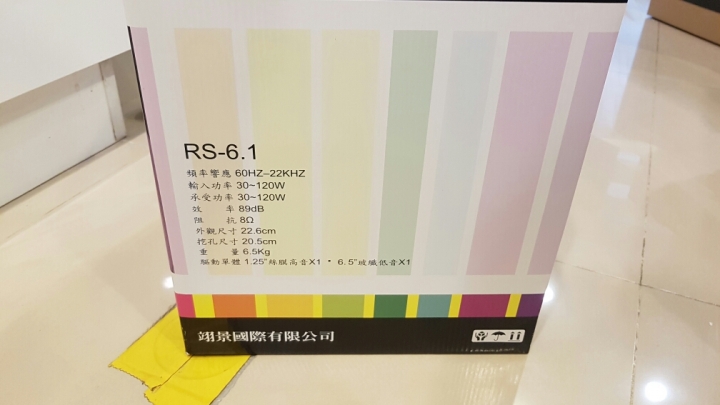 RS-6.1
頻率響應 60HZ–22KHZ
輸入功率 30~120W
承受功率 30~120W
效 率 89dB
阻 抗 8Ω
外觀尺寸 22.6cm
挖孔尺寸 20.5cm
重 量 6.5Kg
驅動單體 1.25"絲膜高音X1 · 6.5"玻纖低音X1
翊景國際有限公司